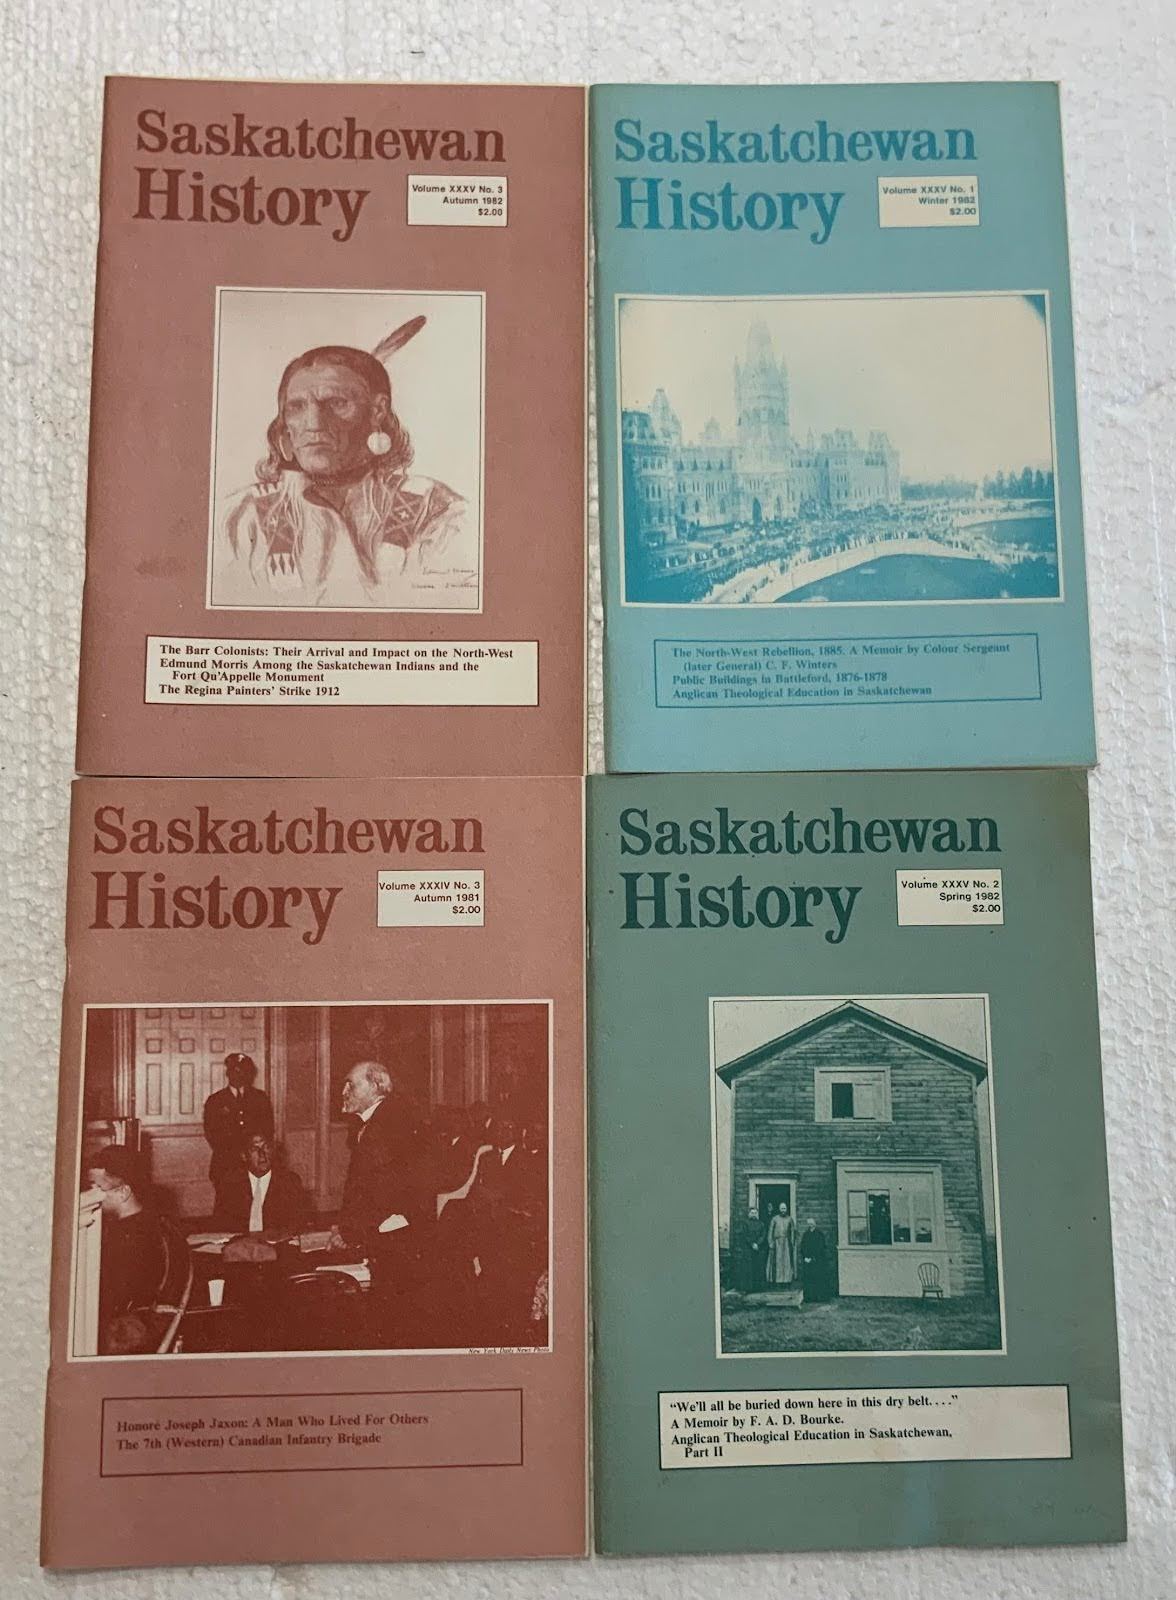 Saskatchewan
History
Volume XXXV No. 3
Autumn 1982
$2.00
The Barr Colonists: Their Arrival and Impact on the North-West
Edmund Morris Among the Saskatchewan Indians and the
Fort Qu'Appelle Monument
The Regina Painters' Strike 1912
Saskatchewan
History
Volume XXXV No. 1
Winter 1982
$2.00
The North-West Rebellion, 1885. A Memoir by Colour Sergeant
(later General) C. F. Winters
Public Buildings in Battleford, 1876-1878
Anglican Theological Education in Saskatchewan
Saskatchewan
History
Volume XXXIV No. 3
Autumn 1981
$2.00
New York Daily News Photo
Honoré Joseph Jaxon: A Man Who Lived For Others
The 7th (Western) Canadian Infantry Brigade
Saskatchewan
History
Volume XXXV No. 2
Spring 1982
$2.00
"We'll all be buried down here in this dry belt...."
A Memoir by F. A. D. Bourke.
Anglican Theological Education in Saskatchewan,
Part II